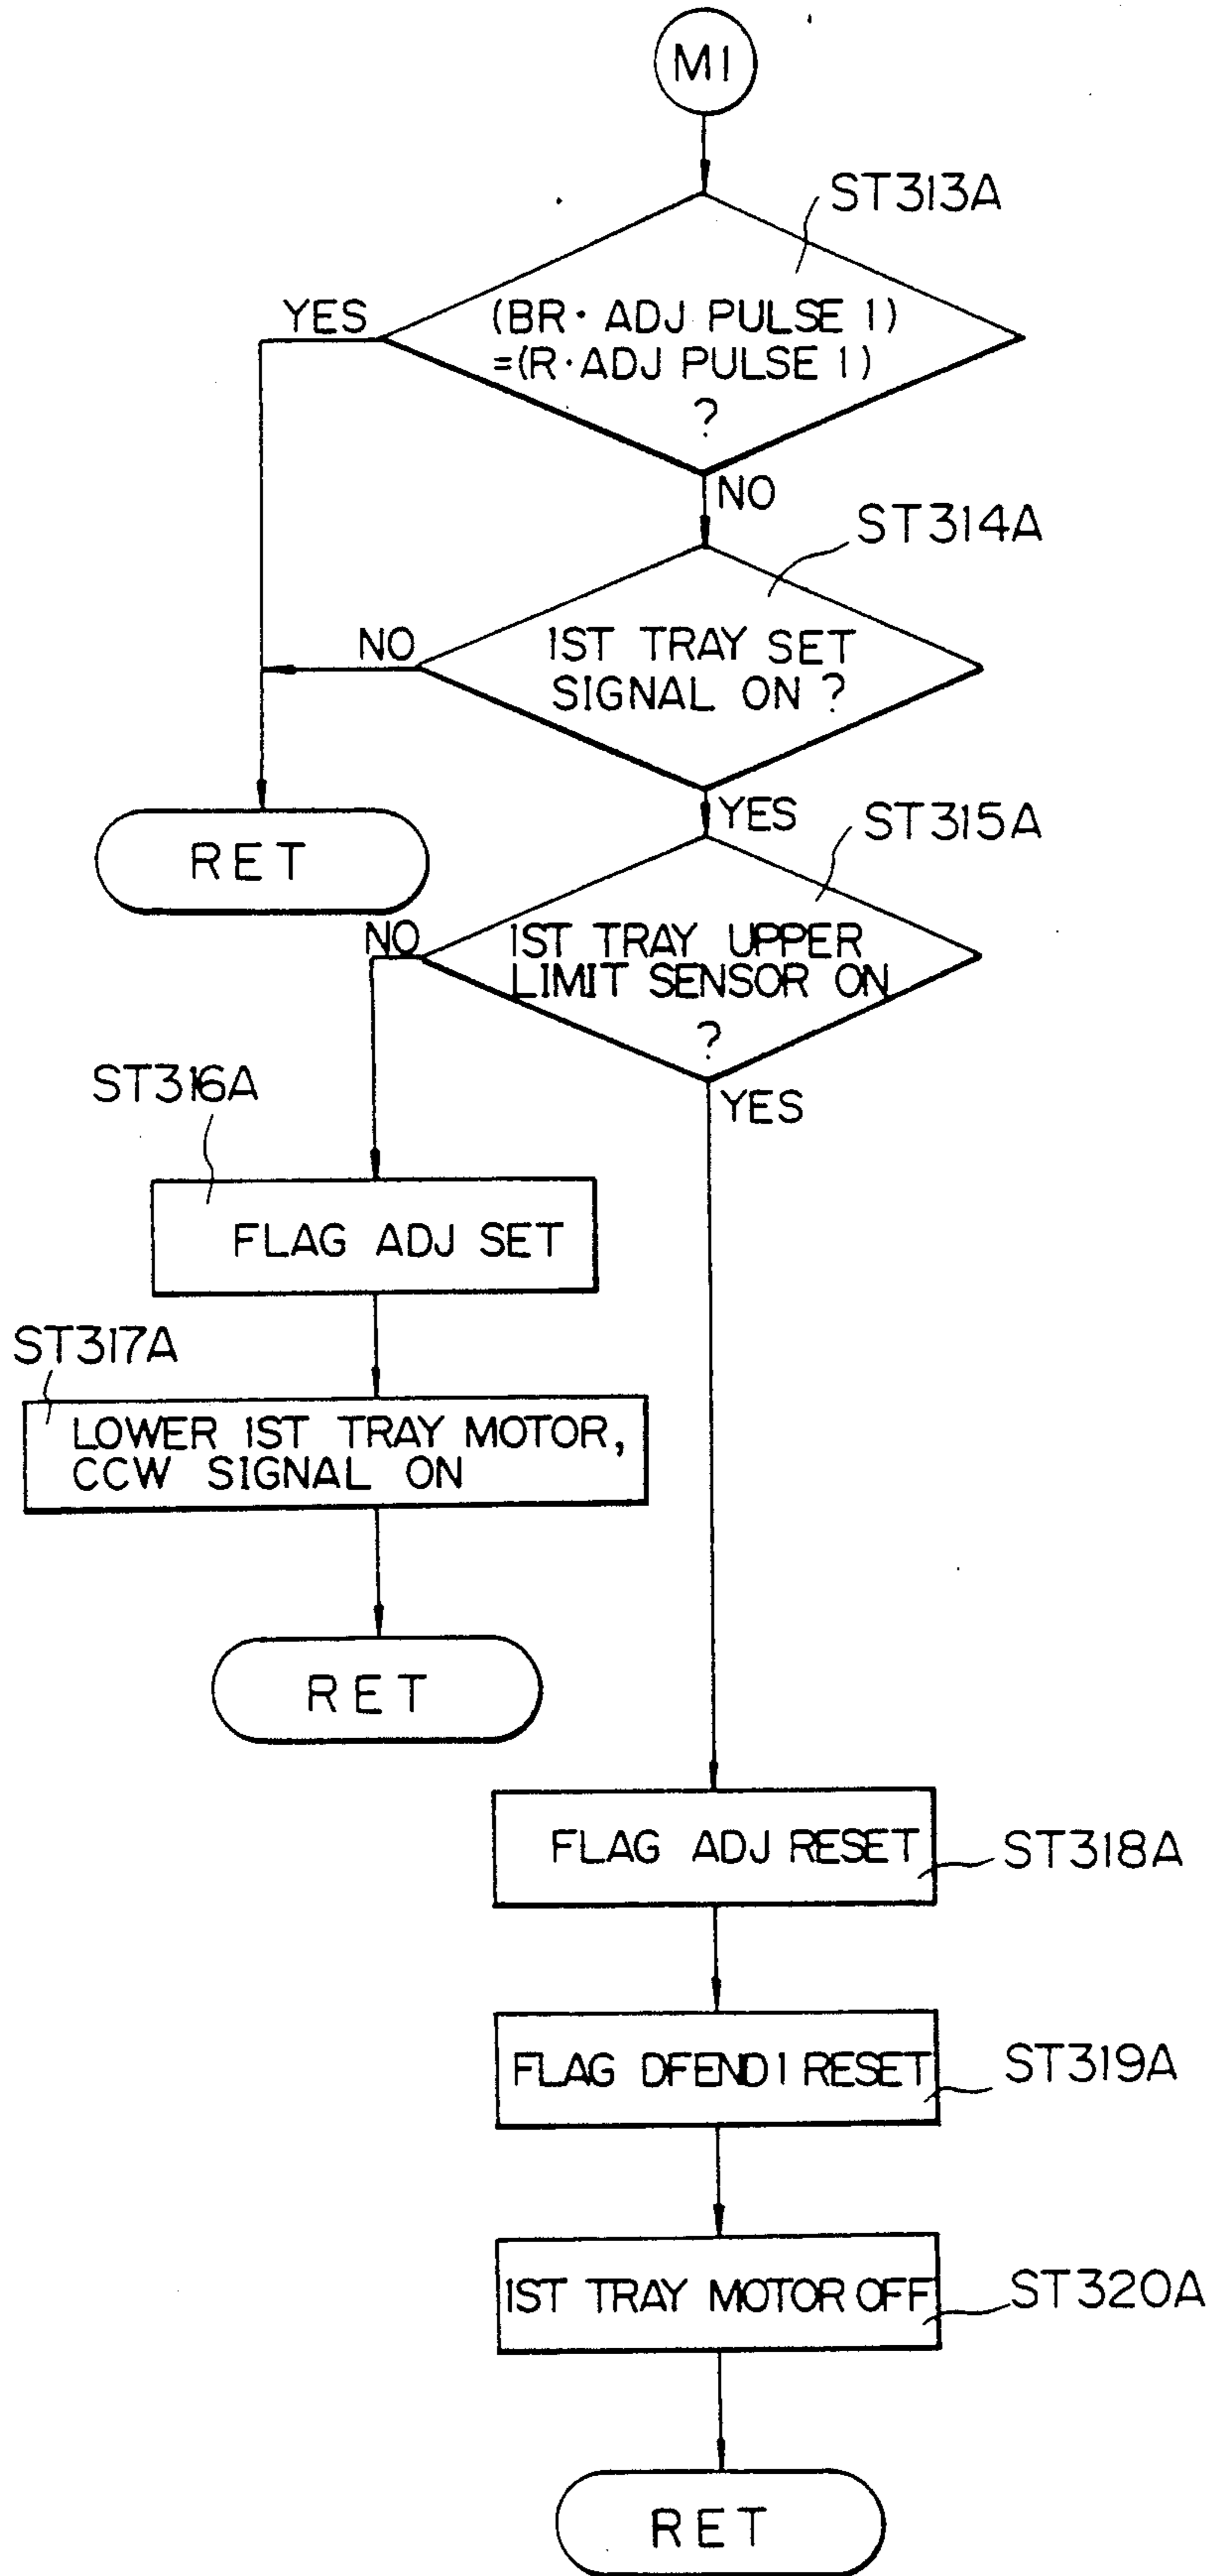 M1
ST313A
YES
(BR· ADJ PULSE 1)
=(R·ADJ PULSE 1)
?
NO
ST314A
NO
1ST TRAY SET
SIGNAL ON ?
YES
ST315A
RET
NO
1ST TRAY UPPER
LIMIT SENSOR ON
?
YES
ST316A
FLAG ADJ SET
ST317A
LOWER 1ST TRAY MOTOR,
CCW SIGNAL ON
RET
FLAG ADJ RESET
ST318A
FLAG DFEND1 RESET
ST319A
1ST TRAY MOTOR OFF
ST320A
RET